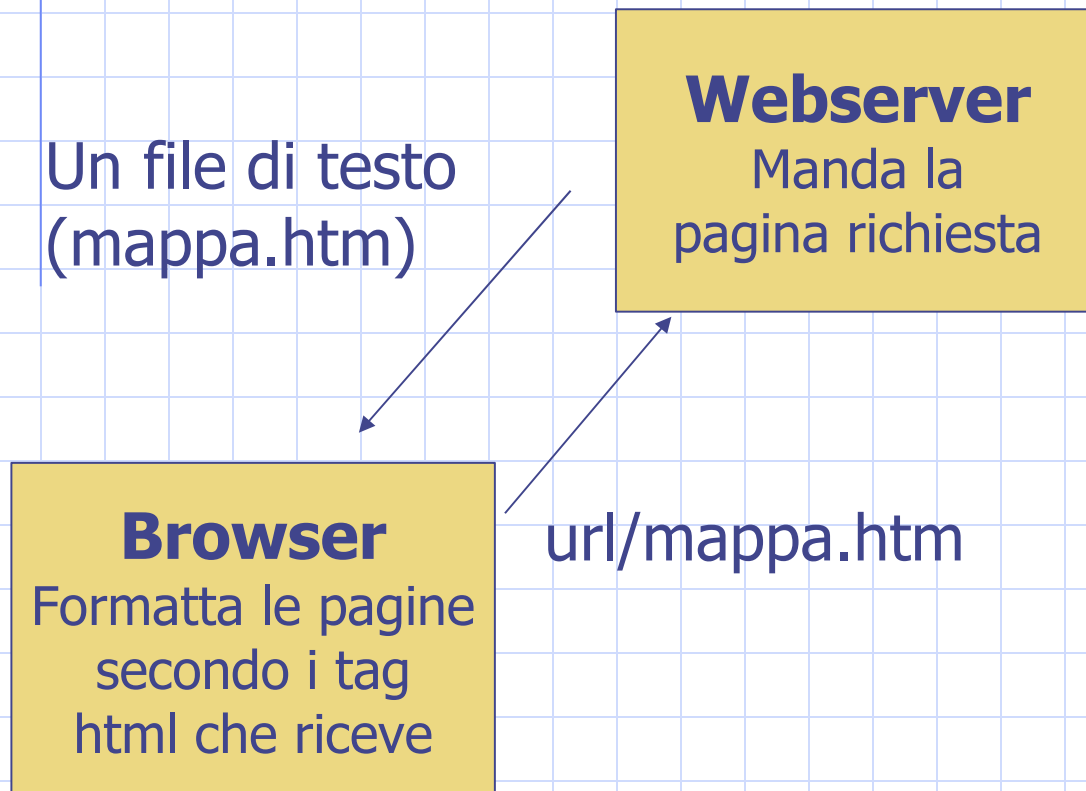 Webserver
Manda la
pagina richiesta
Un file di testo
(mappa.htm)
Browser
Formatta le pagine
secondo i tag
html che riceve
url/mappa.htm